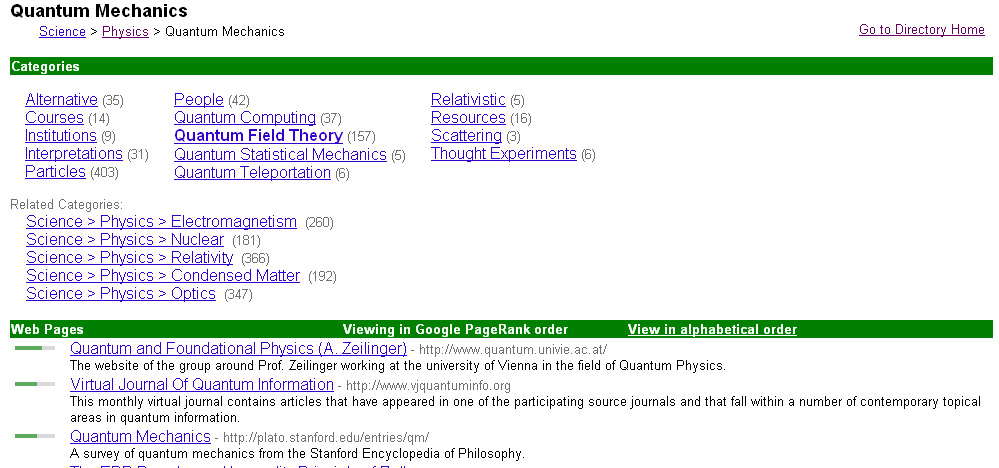 Quantum Mechanics
Science > Physics > Quantum Mechanics
Go to Directory Home
Categories
Alternative (35)
Courses (14)
Institutions (9)
Interpretations (31)
Particles (403)
People (42)
Quantum Computing (37)
Quantum Field Theory (157)
Quantum Statistical Mechanics (5)
Quantum Teleportation (6)
Relativistic (5)
Resources (16)
Scattering (3)
Thought Experiments (6)
Related Categories:
Science > Physics > Electromagnetism (260)
Science > Physics > Nuclear (181)
Science > Physics > Relativity (366)
Science > Physics > Condensed Matter (192)
Science > Physics > Optics (347)
Web Pages Viewing in Google PageRank order View in alphabetical order
Quantum and Foundational Physics (A. Zeilinger) - http://www.quantum.univie.ac.at/
The website of the group around Prof. Zeilinger working at the university of Vienna in the field of Quantum Physics.
Virtual Journal Of Quantum Information - http://www.vjquantuminfo.org
This monthly virtual journal contains articles that have appeared in one of the participating source journals and that fall within a number of contemporary topical
areas in quantum information.
Quantum Mechanics - http://plato.stanford.edu/entries/qm/
A survey of quantum mechanics from the Stanford Encyclopedia of Philosophy.